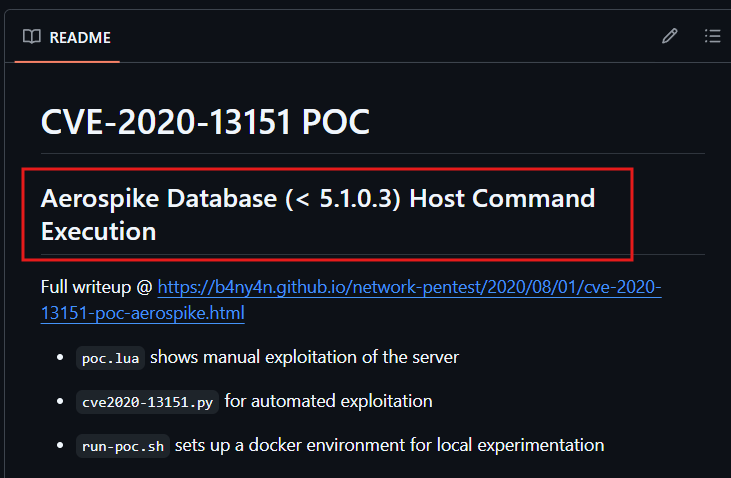 README
CVE-2020-13151 POC
Aerospike Database (< 5.1.0.3) Host Command
Execution
Full writeup @ https://b4ny4n.github.io/network-pentest/2020/08/01/cve-2020-
13151-poc-aerospike.html
• poc.lua shows manual exploitation of the server
• cve2020-13151.py for automated exploitation
• run-poc.sh sets up a docker environment for local experimentation